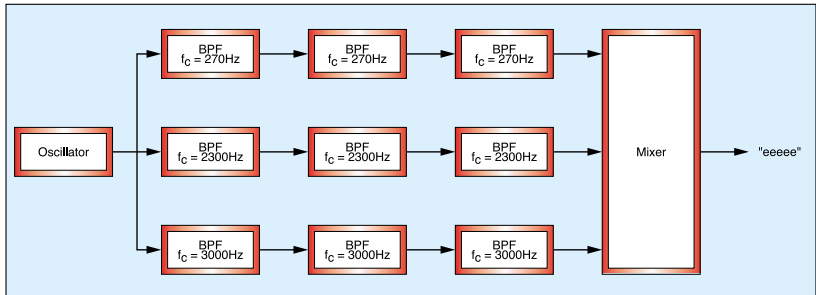 BPF
fc = 270Hz
BPF
fc = 270Hz
BPF
fc = 270Hz
Oscillator
BPF
fc = 2300Hz
BPF
fc = 2300Hz
BPF
fc = 2300Hz
Mixer
"eeeee"
BPF
fc = 3000Hz
BPF
fc = 3000Hz
BPF
fc = 3000Hz